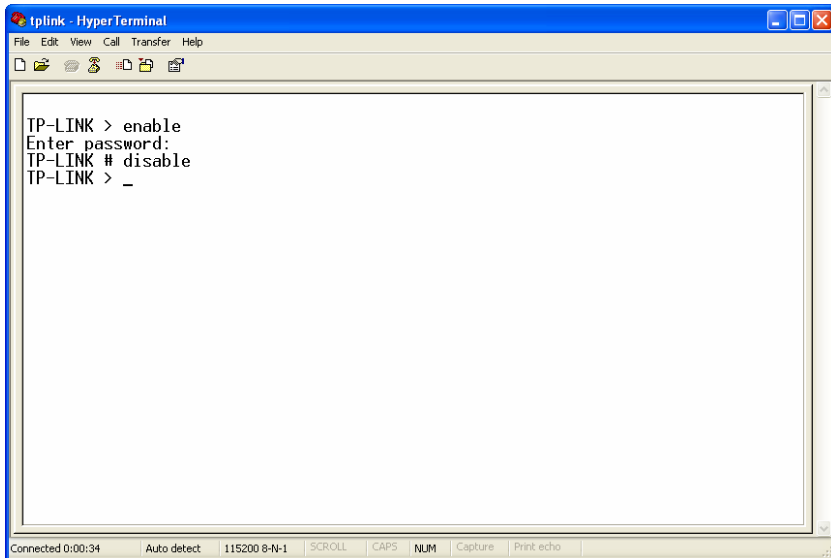 tplink - HyperTerminal
File Edit View Call Transfer Help
TP-LINK > enable
Enter password:
TP-LINK # disable
TP-LINK > _
Connected 0:00:34 Auto detect 115200 8-N-1 SCROLL CAPS NUM Capture Print echo